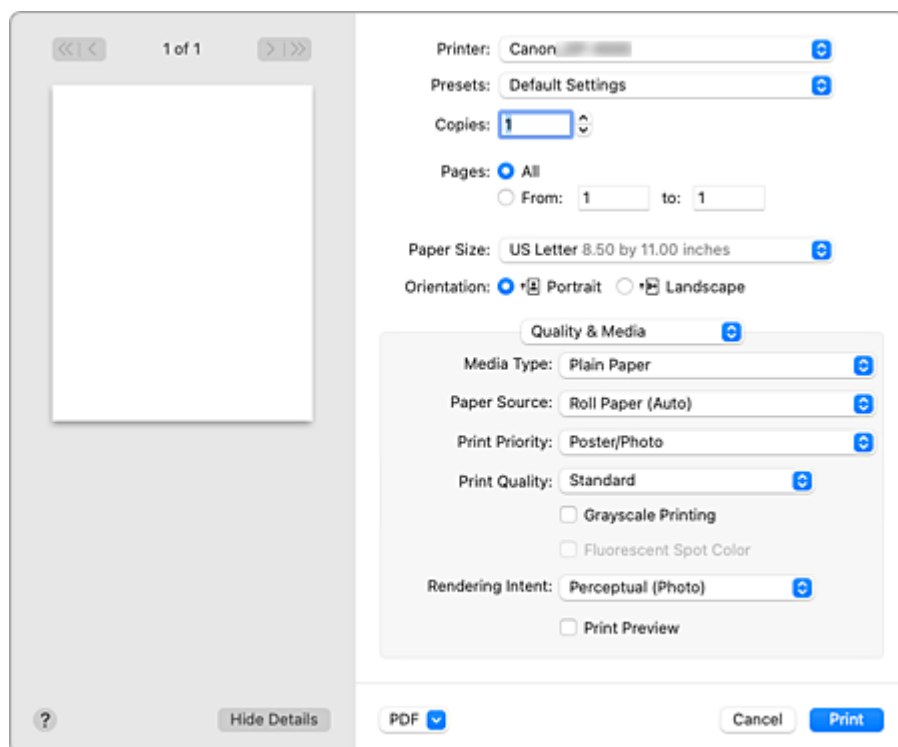 1 of 1
Printer: Canon
Presets: Default Settings
Copies: 1
Pages: All
From: 1 to: 1
Paper Size: US Letter 8.50 by 11.00 inches
Orientation: Portrait Landscape
Quality & Media
Media Type: Plain Paper
Paper Source: Roll Paper (Auto)
Print Priority: Poster/Photo
Print Quality: Standard
Grayscale Printing
Fluorescent Spot Color
Rendering Intent: Perceptual (Photo)
Print Preview
? Hide Details PDF Cancel Print